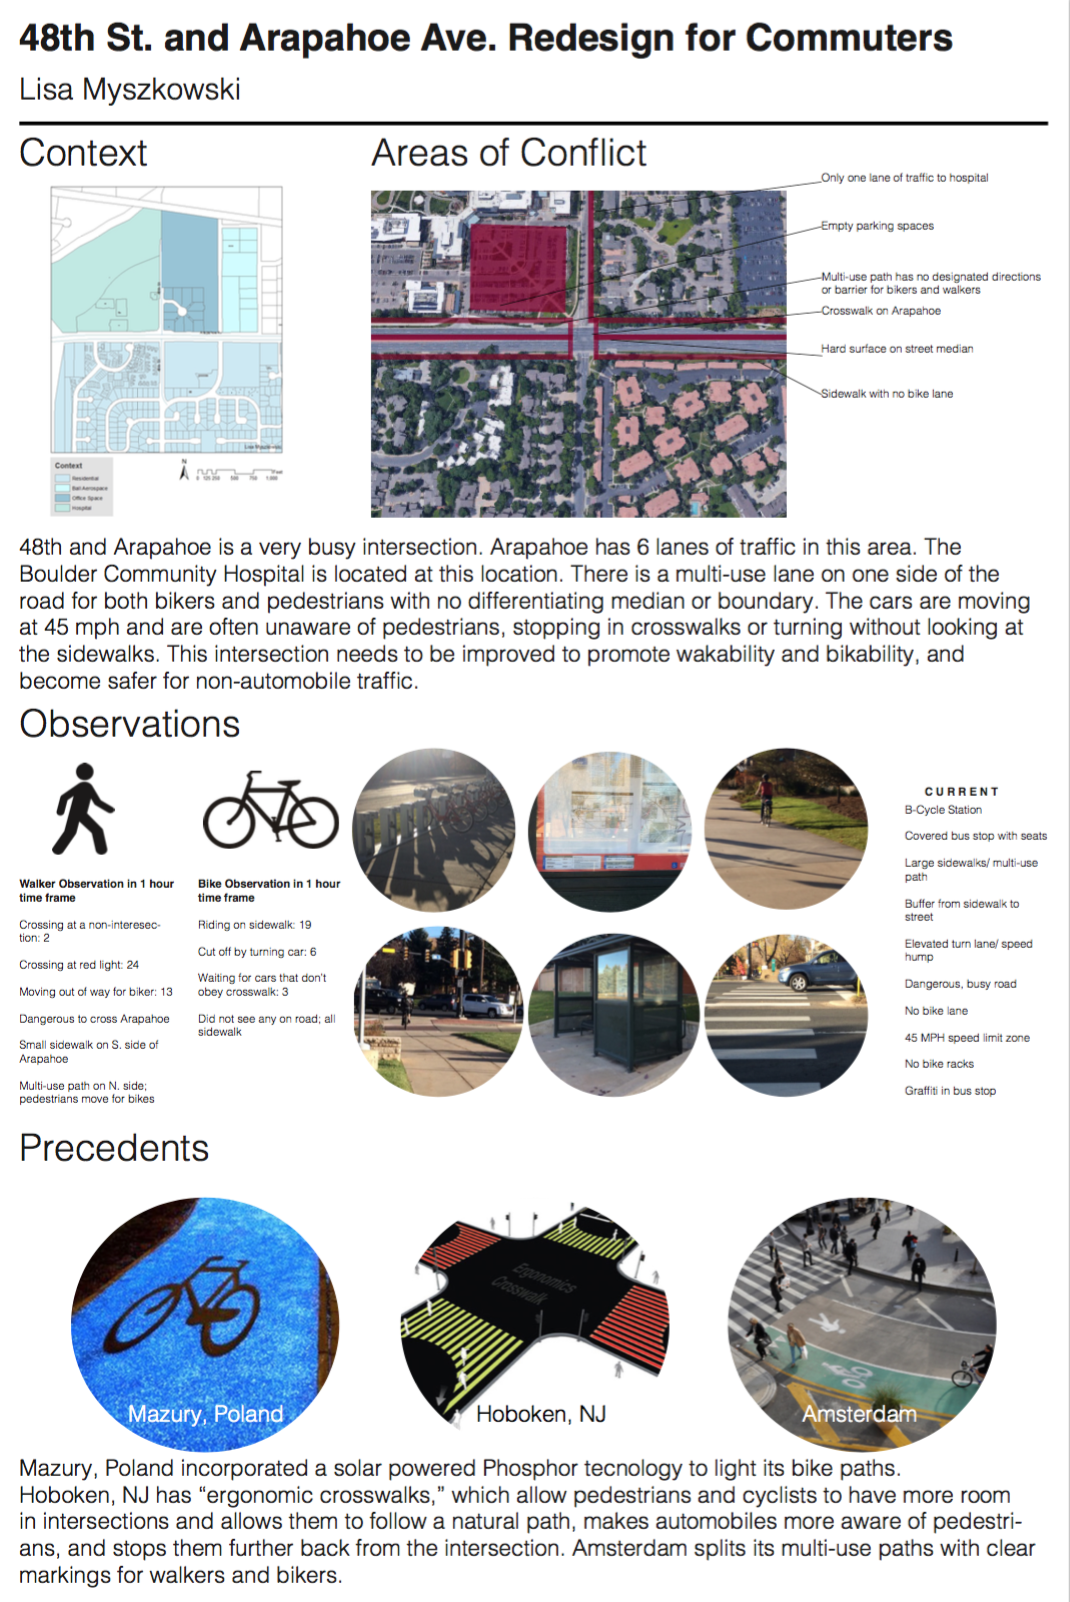 48th St. and Arapahoe Ave. Redesign for Commuters
Lisa Myszkowski
Context
Areas of Conflict
Only one lane of traffic to hospital
Empty parking spaces
Multi-use path has no designated directions
or barrier for bikers and walkers
Crosswalk on Arapahoe
Hard surface on street median
Sidewalk with no bike lane
Context
Residential
Ball Aerospace
Office Space
Hospital
N
48th and Arapahoe is a very busy intersection. Arapahoe has 6 lanes of traffic in this area. The
Boulder Community Hospital is located at this location. There is a multi-use lane on one side of the
road for both bikers and pedestrians with no differentiating median or boundary. The cars are moving
at 45 mph and are often unaware of pedestrians, stopping in crosswalks or turning without looking at
the sidewalks. This intersection needs to be improved to promote wakability and bikability, and
become safer for non-automobile traffic.
Observations
Walker Observation in 1 hour
time frame
Crossing at a non-interesec-
tion: 2
Crossing at red light: 24
Moving out of way for biker: 13
Dangerous to cross Arapahoe
Small sidewalk on S. side of
Arapahoe
Multi-use path on N. side;
pedestrians move for bikes
Bike Observation in 1 hour
time frame
Riding on sidewalk: 19
Cut off by turning car: 6
Waiting for cars that don't
obey crosswalk: 3
Did not see any on road; all
sidewalk
CURRENT
B-Cycle Station
Covered bus stop with seats
Large sidewalks/ multi-use
path
Buffer from sidewalk to
street
Elevated turn lane/ speed
hump
Dangerous, busy road
No bike lane
45 MPH speed limit zone
No bike racks
Graffiti in bus stop
Precedents
Mazury, Poland
Ergonomics
Crosswalk
Hoboken, NJ
Amsterdam
Mazury, Poland incorporated a solar powered Phosphor tecnology to light its bike paths.
Hoboken, NJ has “ergonomic crosswalks,” which allow pedestrians and cyclists to have more room
in intersections and allows them to follow a natural path, makes automobiles more aware of pedestri-
ans, and stops them further back from the intersection. Amsterdam splits its multi-use paths with clear
markings for walkers and bikers.